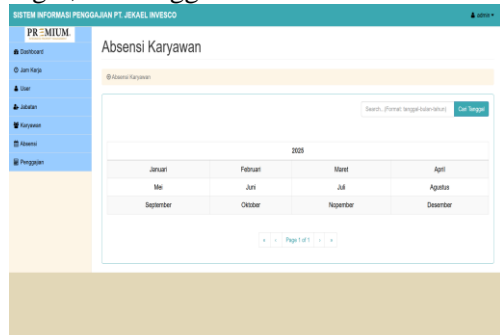 SISTEM INFORMASI PENGGAJIAN PT. JEKAEL INVESCO
admin
PREMIUM
Dashboard
Jam Kerja
User
Jabatan
Karyawan
Absensi
Penggajian
Absensi Karyawan
Absensi Karyawan
Search.. (Format: tanggal-bulan-tahun)
Cari Tanggal
2025
Januari Februari Maret April
Mei Juni Juli Agustus
September Oktober Nopember Desember
« ‹ Page 1 of 1 › »